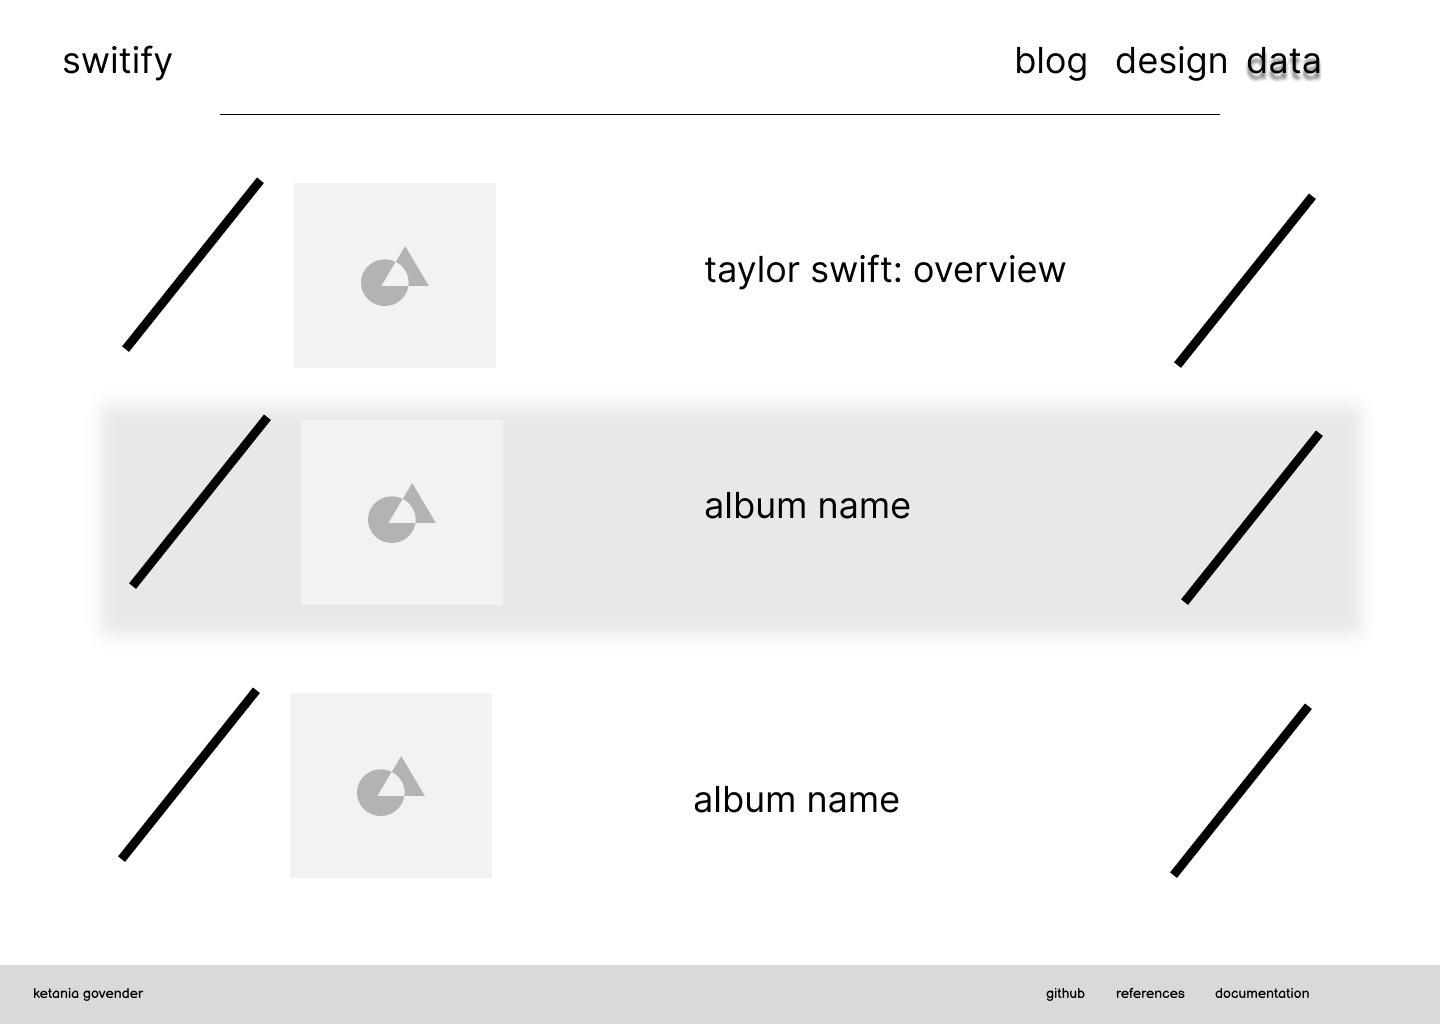 switify
blog design data
taylor swift: overview
album name
album name
ketania govender
github references documentation